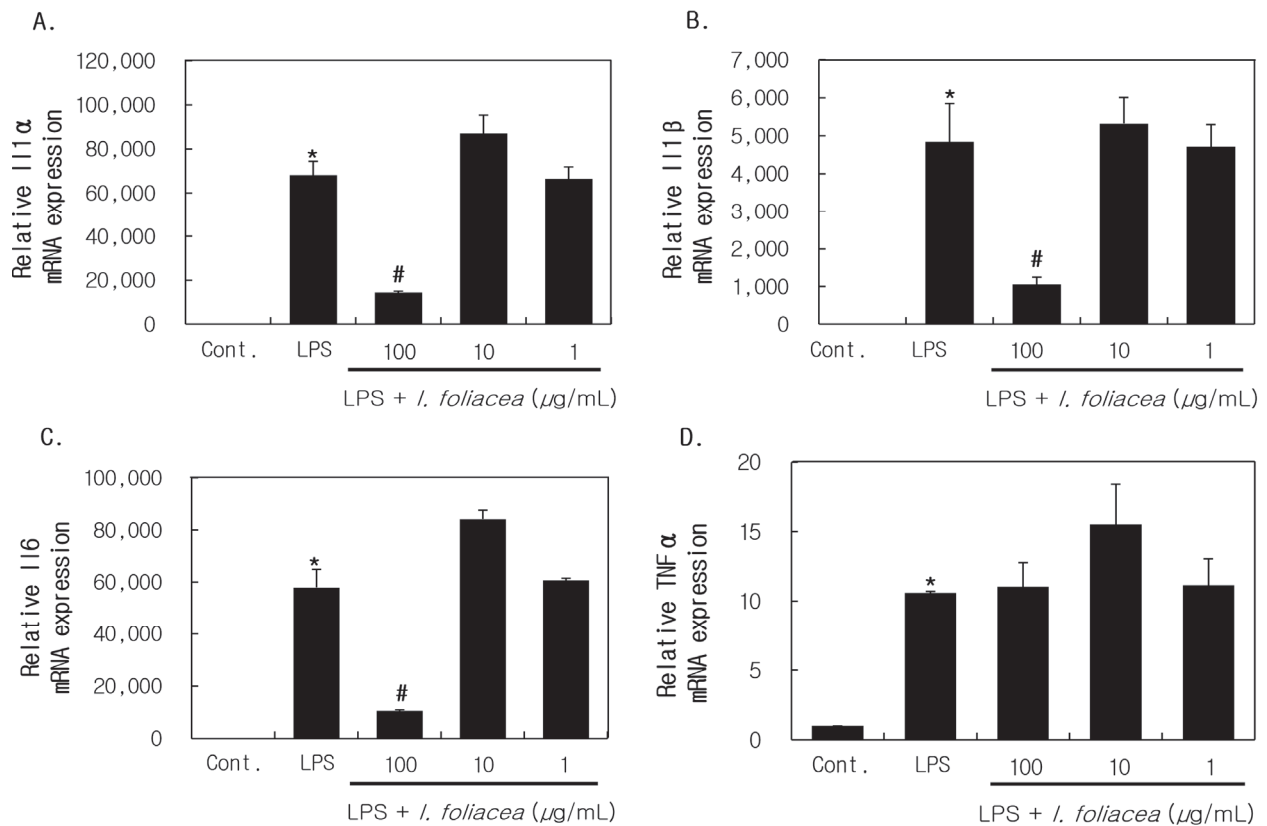 A.
Relative Il1α
mRNA expression
120,000
100,000
80,000
60,000
40,000
20,000
0
*
#
Cont. LPS 100 10 1
LPS + I. foliacea (μg/mL)
B.
Relative Il1β
mRNA expression
7,000
6,000
5,000
4,000
3,000
2,000
1,000
0
*
#
Cont. LPS 100 10 1
LPS + I. foliacea (μg/mL)
C.
Relative Il6
mRNA expression
100,000
80,000
60,000
40,000
20,000
0
*
#
Cont. LPS 100 10 1
LPS + I. foliacea (μg/mL)
D.
Relative TNFα
mRNA expression
20
15
10
5
0
*
Cont. LPS 100 10 1
LPS + I. foliacea (μg/mL)